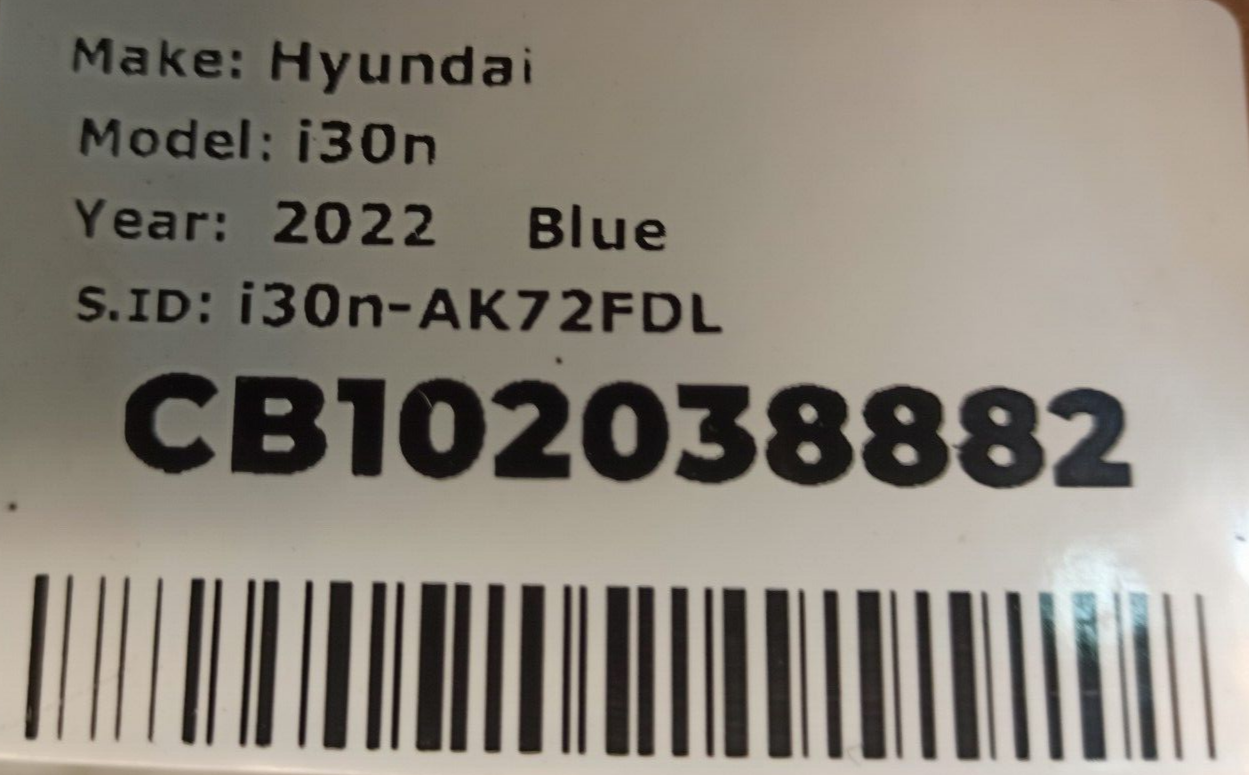 Make: Hyundai
Model: i30n
Year: 2022 Blue
S.ID: i30n-AK72FDL
CB102038882